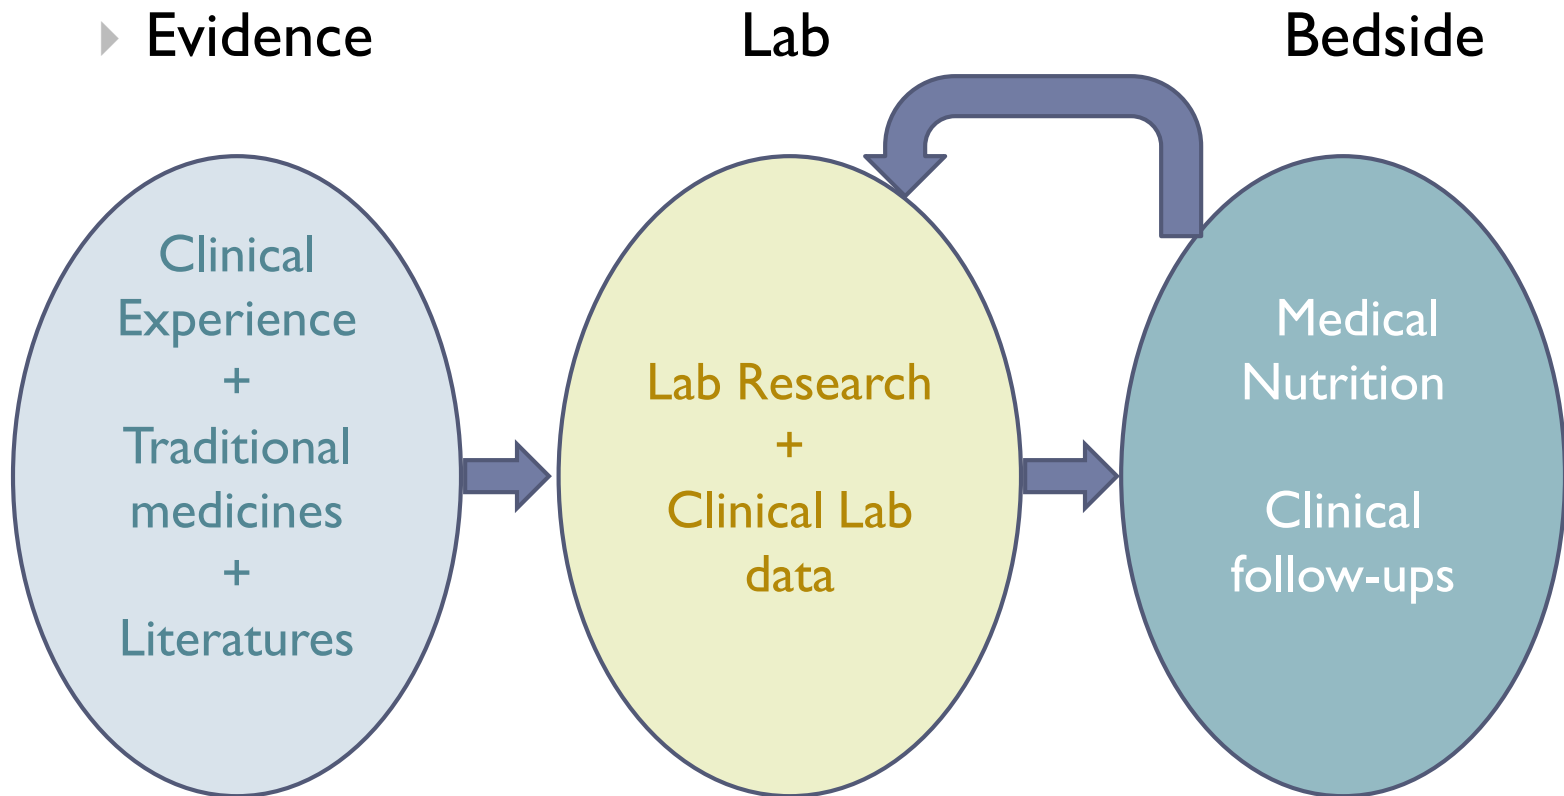 Evidence
Lab
Bedside
Clinical
Experience
+
Traditional
medicines
+
Literatures
Lab Research
+
Clinical Lab
data
Medical
Nutrition
Clinical
follow-ups